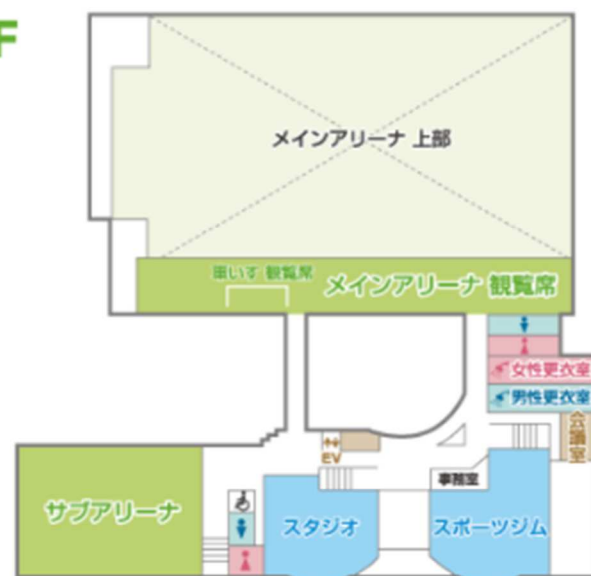 F
メインアリーナ 上部
車いす 観覧席
メインアリーナ 観覧席
女性更衣室
男性更衣室
会議室
EV
事務室
サブアリーナ
スタジオ
スポーツジム